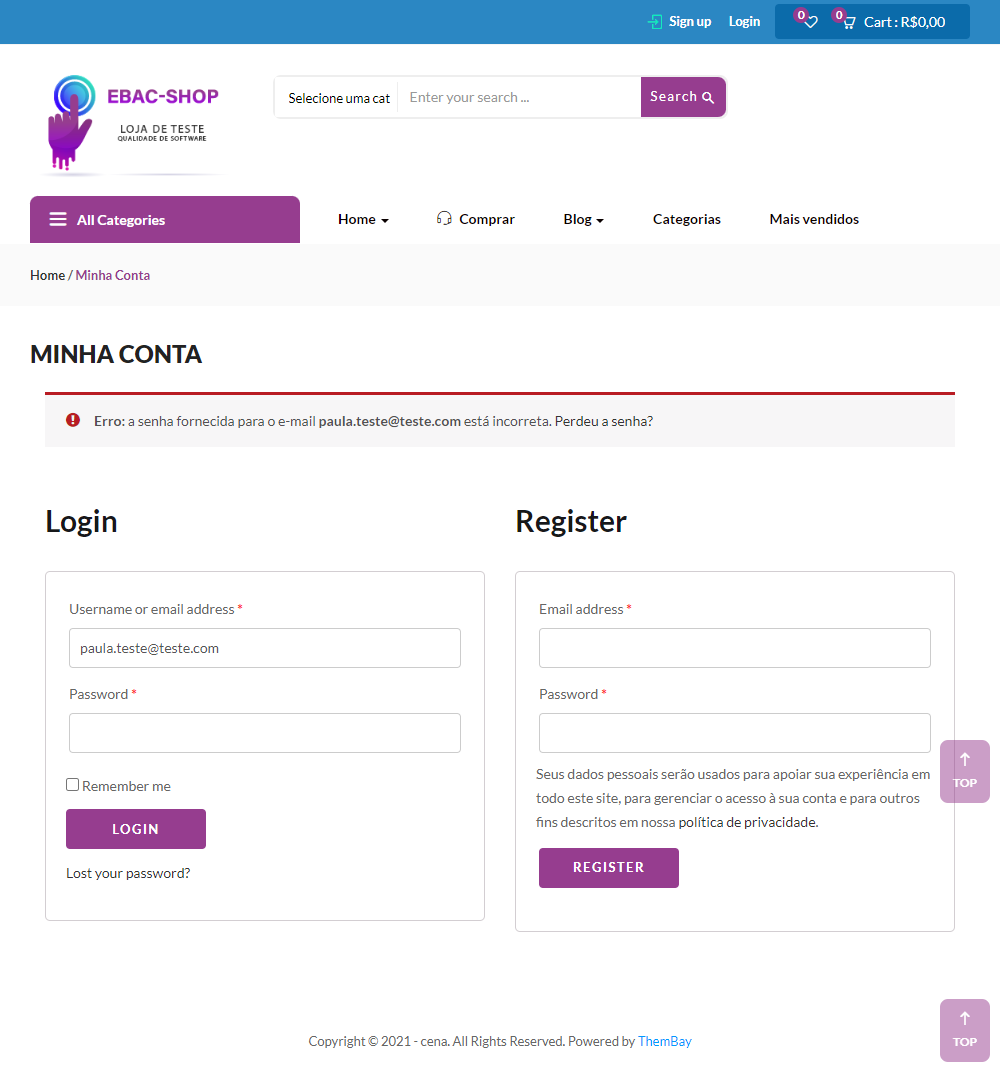 Sign up Login 0 0 Cart : R$0,00
EBAC-SHOP
LOJA DE TESTE
QUALIDADE DE SOFTWARE
Selecione uma cat Enter your search ... Search
All Categories Home Comprar Blog Categorias Mais vendidos
Home / Minha Conta
MINHA CONTA
Erro: a senha fornecida para o e-mail paula.teste@teste.com está incorreta. Perdeu a senha?
Login
Username or email address *
paula.teste@teste.com
Password *
Remember me
LOGIN
Lost your password?
Register
Email address *
Password *
Seus dados pessoais serão usados para apoiar sua experiência em
todo este site, para gerenciar o acesso à sua conta e para outros
fins descritos em nossa política de privacidade.
REGISTER
TOP
Copyright © 2021 - cena. All Rights Reserved. Powered by ThemBay
TOP